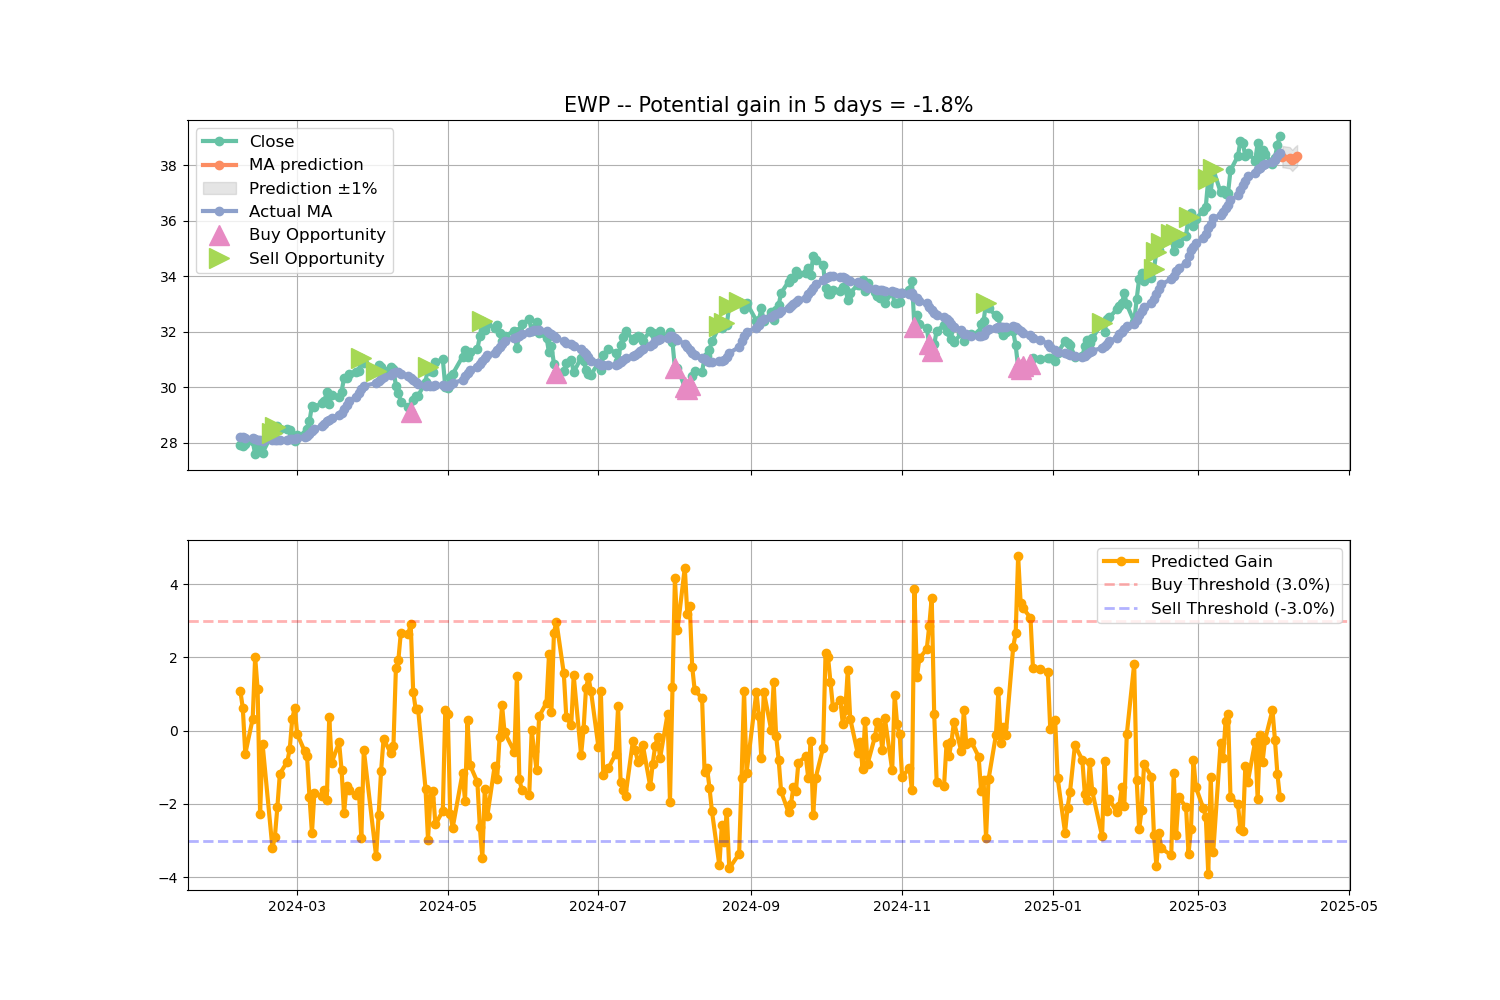 EWP -- Potential gain in 5 days = -1.8%
Close
MA prediction
Prediction ±1%
Actual MA
Buy Opportunity
Sell Opportunity
38
36
34
32
30
28
Predicted Gain
Buy Threshold (3.0%)
Sell Threshold (-3.0%)
4
2
0
−2
−4
2024-03 2024-05 2024-07 2024-09 2024-11 2025-01 2025-03 2025-05